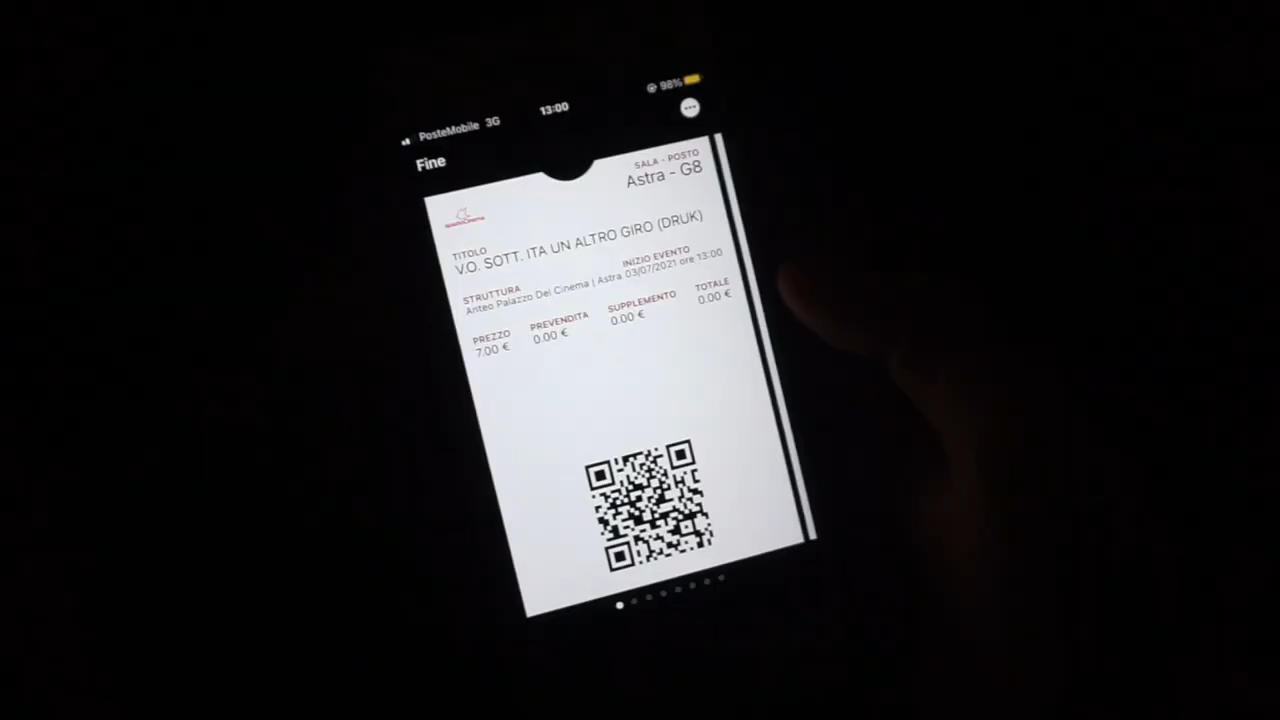 PosteMobile 3G 13:00 98%
Fine
SALA - POSTO
Astra - G8
spazioCinema
TITOLO
V.O. SOTT. ITA UN ALTRO GIRO (DRUK)
STRUTTURA INIZIO EVENTO
Anteo Palazzo Del Cinema | Astra 03/07/2021 ore 13:00
PREZZO PREVENDITA SUPPLEMENTO TOTALE
7.00 € 0.00 € 0.00 € 0.00 €